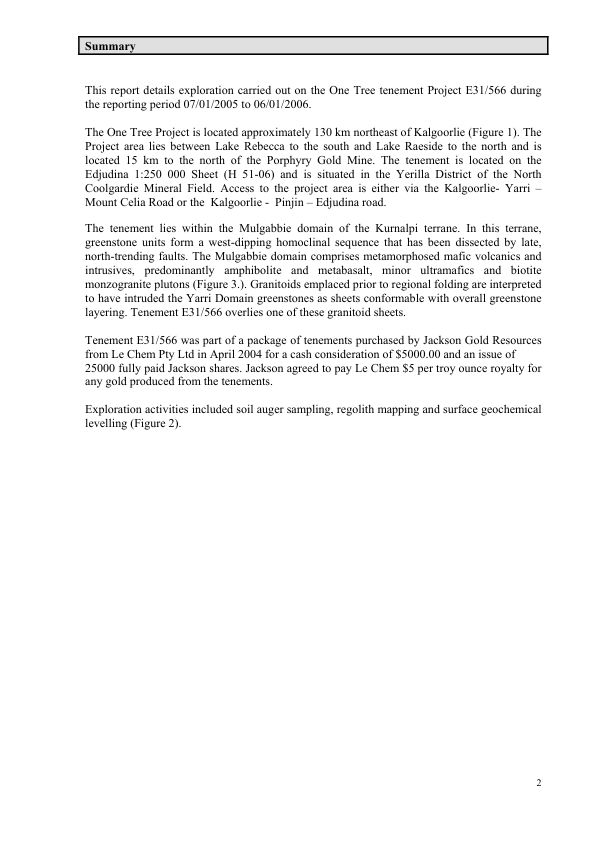 Summary
This report details exploration carried out on the One Tree tenement Project E31/566 during
the reporting period 07/01/2005 to 06/01/2006.
The One Tree Project is located approximately 130 km northeast of Kalgoorlie (Figure 1). The
Project area lies between Lake Rebecca to the south and Lake Raeside to the north and is
located 15 km to the north of the Porphyry Gold Mine. The tenement is located on the
Edjudina 1:250 000 Sheet (H 51-06) and is situated in the Yerilla District of the North
Coolgardie Mineral Field. Access to the project area is either via the Kalgoorlie- Yarri –
Mount Celia Road or the  Kalgoorlie -  Pinjin – Edjudina road.
The tenement lies within the Mulgabbie domain of the Kurnalpi terrane. In this terrane,
greenstone units form a west-dipping homoclinal sequence that has been dissected by late,
north-trending faults. The Mulgabbie domain comprises metamorphosed mafic volcanics and
intrusives, predominantly amphibolite and metabasalt, minor ultramafics and biotite
monzogranite plutons (Figure 3.). Granitoids emplaced prior to regional folding are interpreted
to have intruded the Yarri Domain greenstones as sheets conformable with overall greenstone
layering. Tenement E31/566 overlies one of these granitoid sheets.
Tenement E31/566 was part of a package of tenements purchased by Jackson Gold Resources
from Le Chem Pty Ltd in April 2004 for a cash consideration of $5000.00 and an issue of
25000 fully paid Jackson shares. Jackson agreed to pay Le Chem $5 per troy ounce royalty for
any gold produced from the tenements.
Exploration activities included soil auger sampling, regolith mapping and surface geochemical
levelling (Figure 2).
2